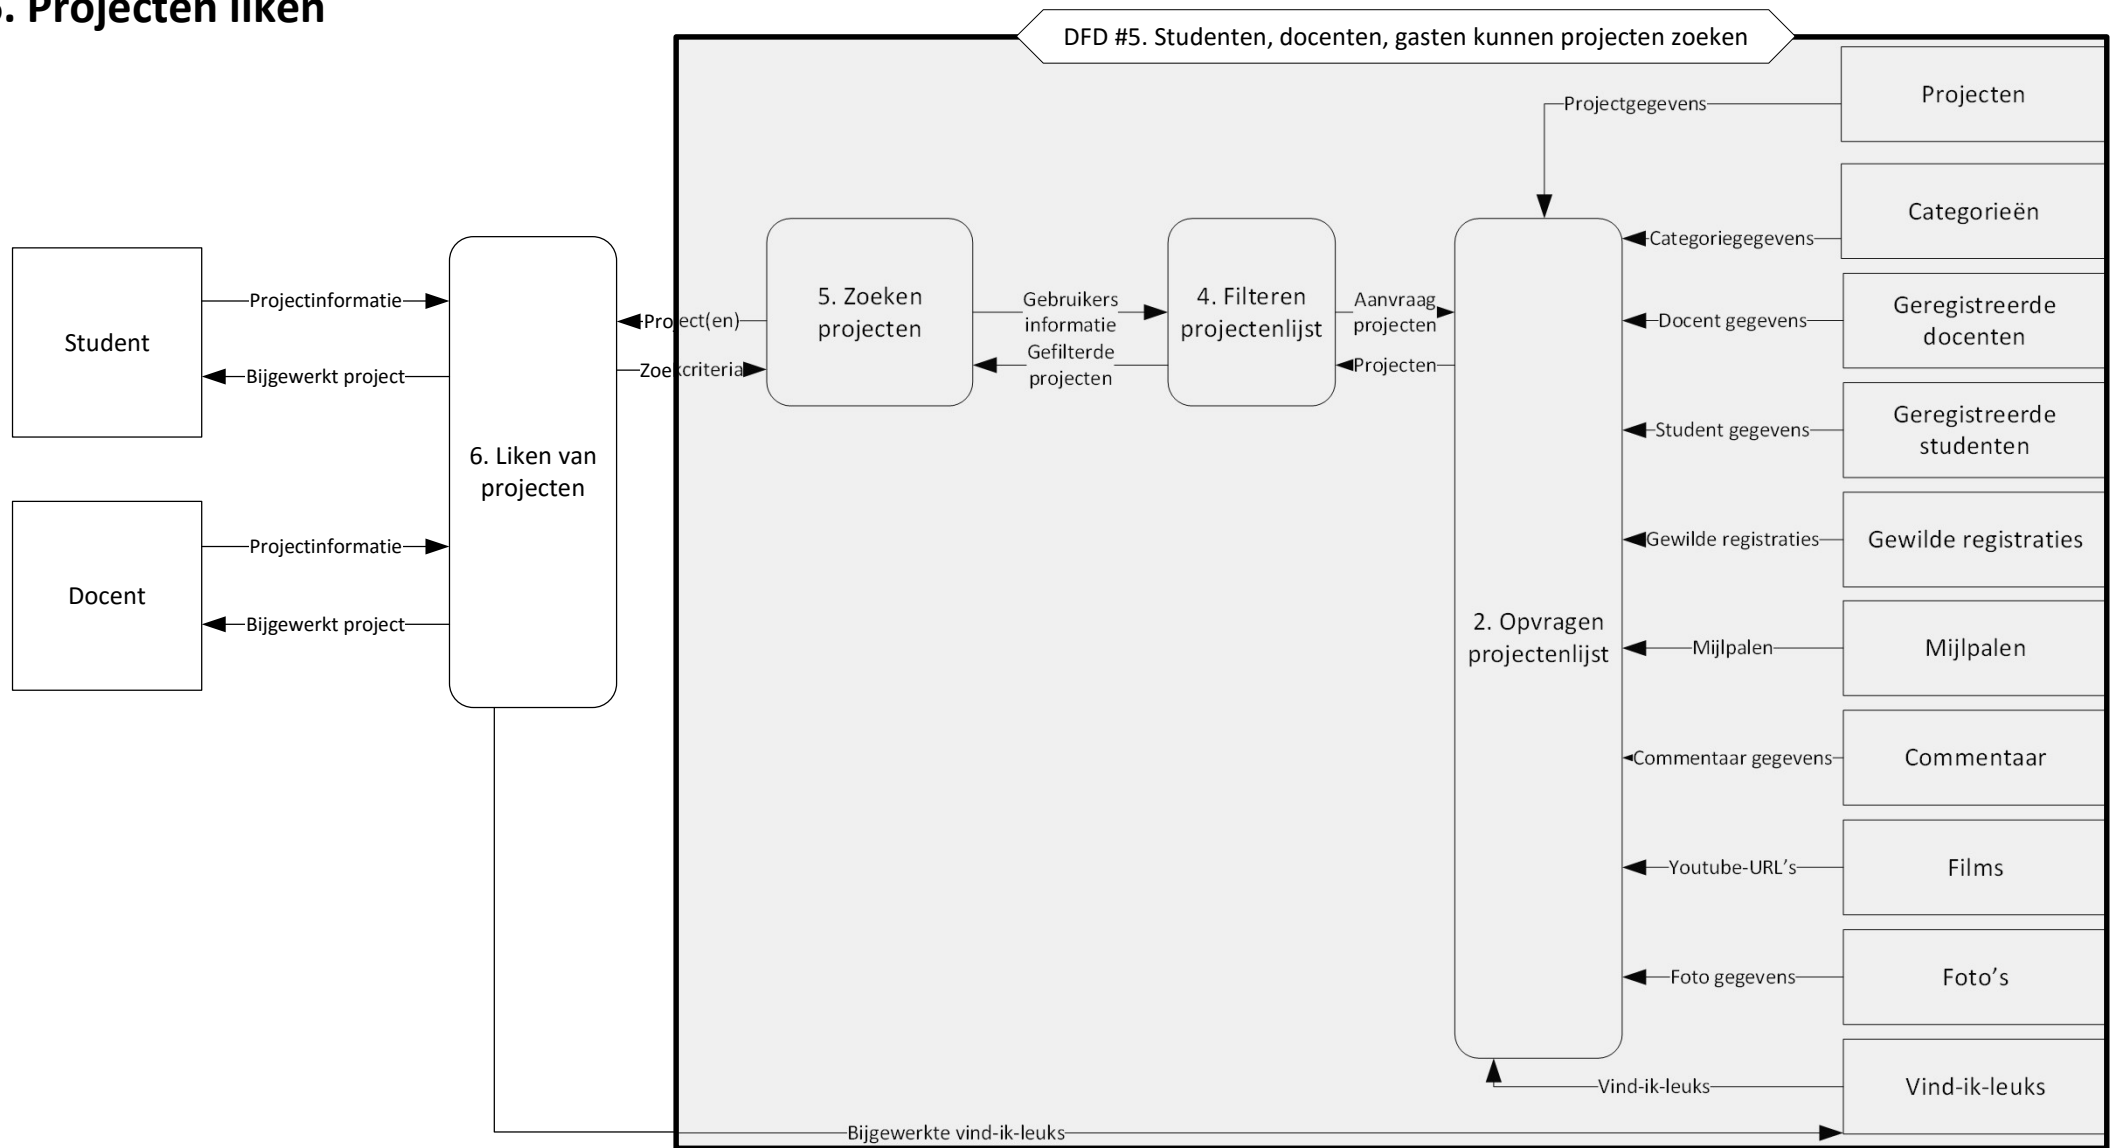 . Projecten liken
DFD #5. Studenten, docenten, gasten kunnen projecten zoeken
Projectgegevens
Projecten
Categorieën
Categoriegegevens
Student
Projectinformatie
Bijgewerkt project
Docent
Projectinformatie
Bijgewerkt project
6. Liken van
projecten
Project(en)
Zoekcriteria
5. Zoeken
projecten
Gebruikers
informatie
Gefilterde
projecten
4. Filteren
projectenlijst
Aanvraag
projecten
Projecten
2. Opvragen
projectenlijst
Docent gegevens
Geregistreerde
docenten
Student gegevens
Geregistreerde
studenten
Gewilde registraties
Gewilde registraties
Mijlpalen
Mijlpalen
Commentaar gegevens
Commentaar
Youtube-URL’s
Films
Foto gegevens
Foto’s
Vind-ik-leuks
Vind-ik-leuks
Bijgewerkte vind-ik-leuks